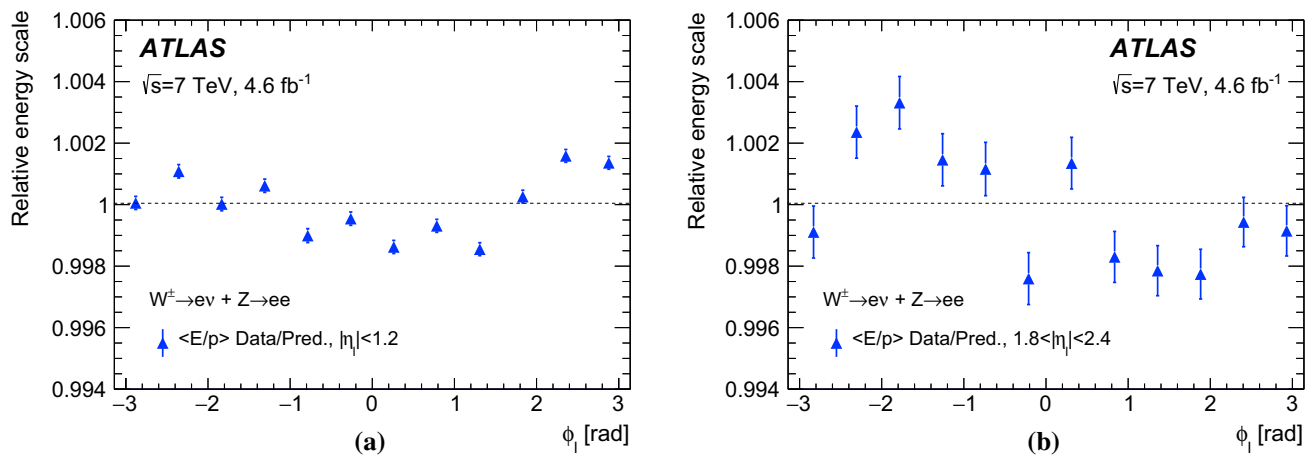 Relative energy scale
1.006
1.004
1.002
1
0.998
0.996
0.994
ATLAS
√s=7 TeV, 4.6 fb⁻¹
W±→eν + Z→ee
<E/p> Data/Pred., |ηl|<1.2
−3 −2 −1 0 1 2 3
ϕl [rad]
(a)
Relative energy scale
1.006
1.004
1.002
1
0.998
0.996
0.994
ATLAS
√s=7 TeV, 4.6 fb⁻¹
W±→eν + Z→ee
<E/p> Data/Pred., 1.8<|ηl|<2.4
−3 −2 −1 0 1 2 3
ϕl [rad]
(b)